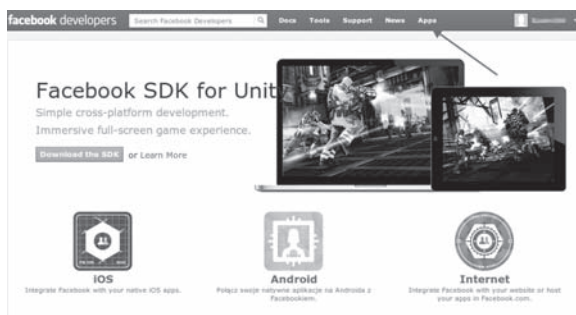 facebook developers Search Facebook Developers Docs Tools Support News Apps
Facebook SDK for Unit
Simple cross-platform development.
Immersive full-screen game experience.
Download the SDK or Learn More
iOS
Integrate Facebook with your native iOS apps.
Android
Połącz swoje natywne aplikacje na Androida z
Facebookiem.
Internet
Integrate Facebook with your website or host
your apps in Facebook.com.